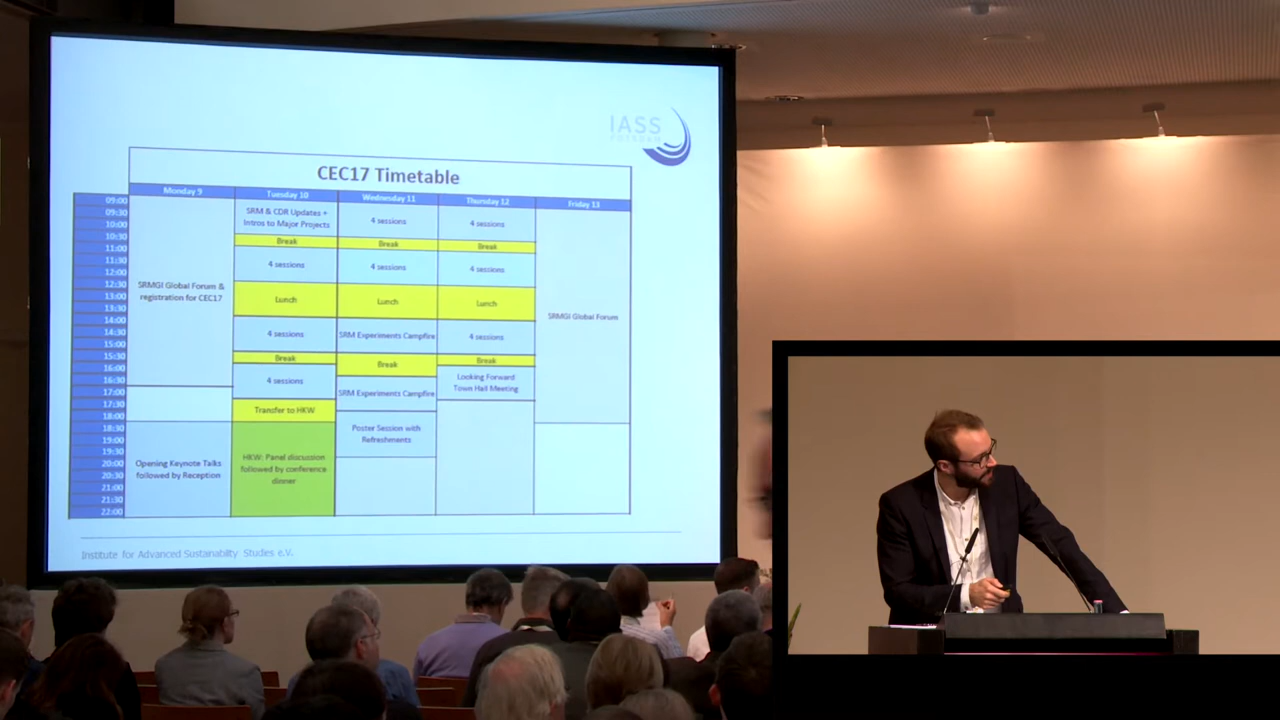 IASS
POTSDAM
CEC17 Timetable
Monday 9
Tuesday 10
Wednesday 11
Thursday 12
Friday 13
09:00
09:30
10:00
10:30
11:00
11:30
12:00
12:30
13:00
13:30
14:00
14:30
15:00
15:30
16:00
16:30
17:00
17:30
18:00
18:30
19:00
19:30
20:00
20:30
21:00
21:30
22:00
SRMGI Global Forum &
registration for CEC17
Opening Keynote Talks
followed by Reception
SRM & CDR Updates +
Intros to Major Projects
Break
4 sessions
Lunch
4 sessions
Break
4 sessions
Transfer to HKW
HKW: Panel discussion
followed by conference
dinner
4 sessions
Break
4 sessions
Lunch
SRM Experiments Campfire
Break
SRM Experiments Campfire
Poster Session with
Refreshments
4 sessions
Break
4 sessions
Lunch
4 sessions
Break
Looking Forward
Town Hall Meeting
SRMGI Global Forum
Institute for Advanced Sustainabilty Studies e.V.